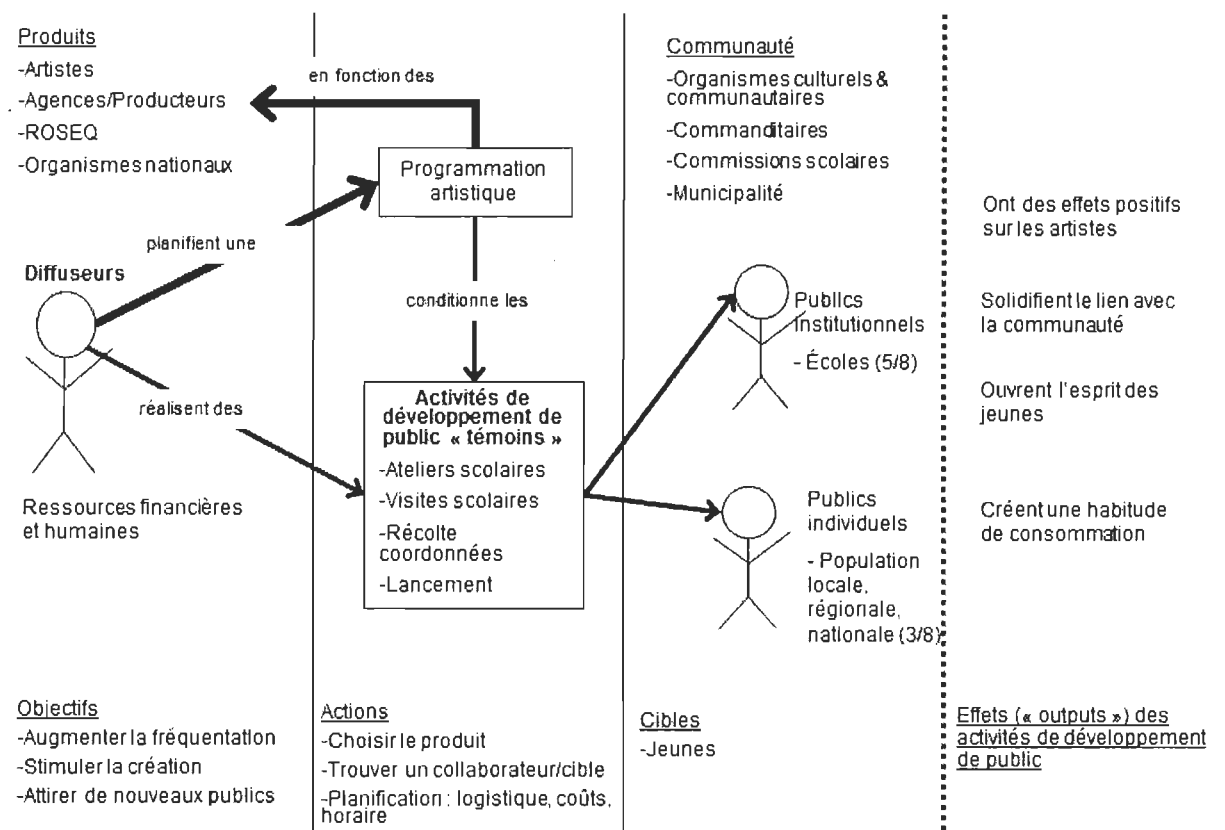 Produits
-Artistes
-Agences/Producteurs
-ROSEQ
-Organismes nationaux
en fonction des
Programmation
artistique
planifient une
Diffuseurs
conditionne les
réalisent des
Ressources financières
et humaines
Activités de
développement de
public « témoins »
-Ateliers scolaires
-Visites scolaires
-Récolte
coordonnées
-Lancement
Communauté
-Organismes culturels &
communautaires
-Commanditaires
-Commissions scolaires
-Municipalité
Publics
institutionnels
- Écoles (5/8)
Publics
individuels
- Population
locale,
régionale,
nationale (3/8)
Ont des effets positifs
sur les artistes
Solidifient le lien avec
la communauté
Ouvrent l'esprit des
jeunes
Créent une habitude
de consommation
Objectifs
-Augmenter la fréquentation
-Stimuler la création
-Attirer de nouveaux publics
Actions
-Choisir le produit
-Trouver un collaborateur/cible
-Planification : logistique, coûts,
horaire
Cibles
-Jeunes
Effets (« outputs ») des
activités de développement
de public